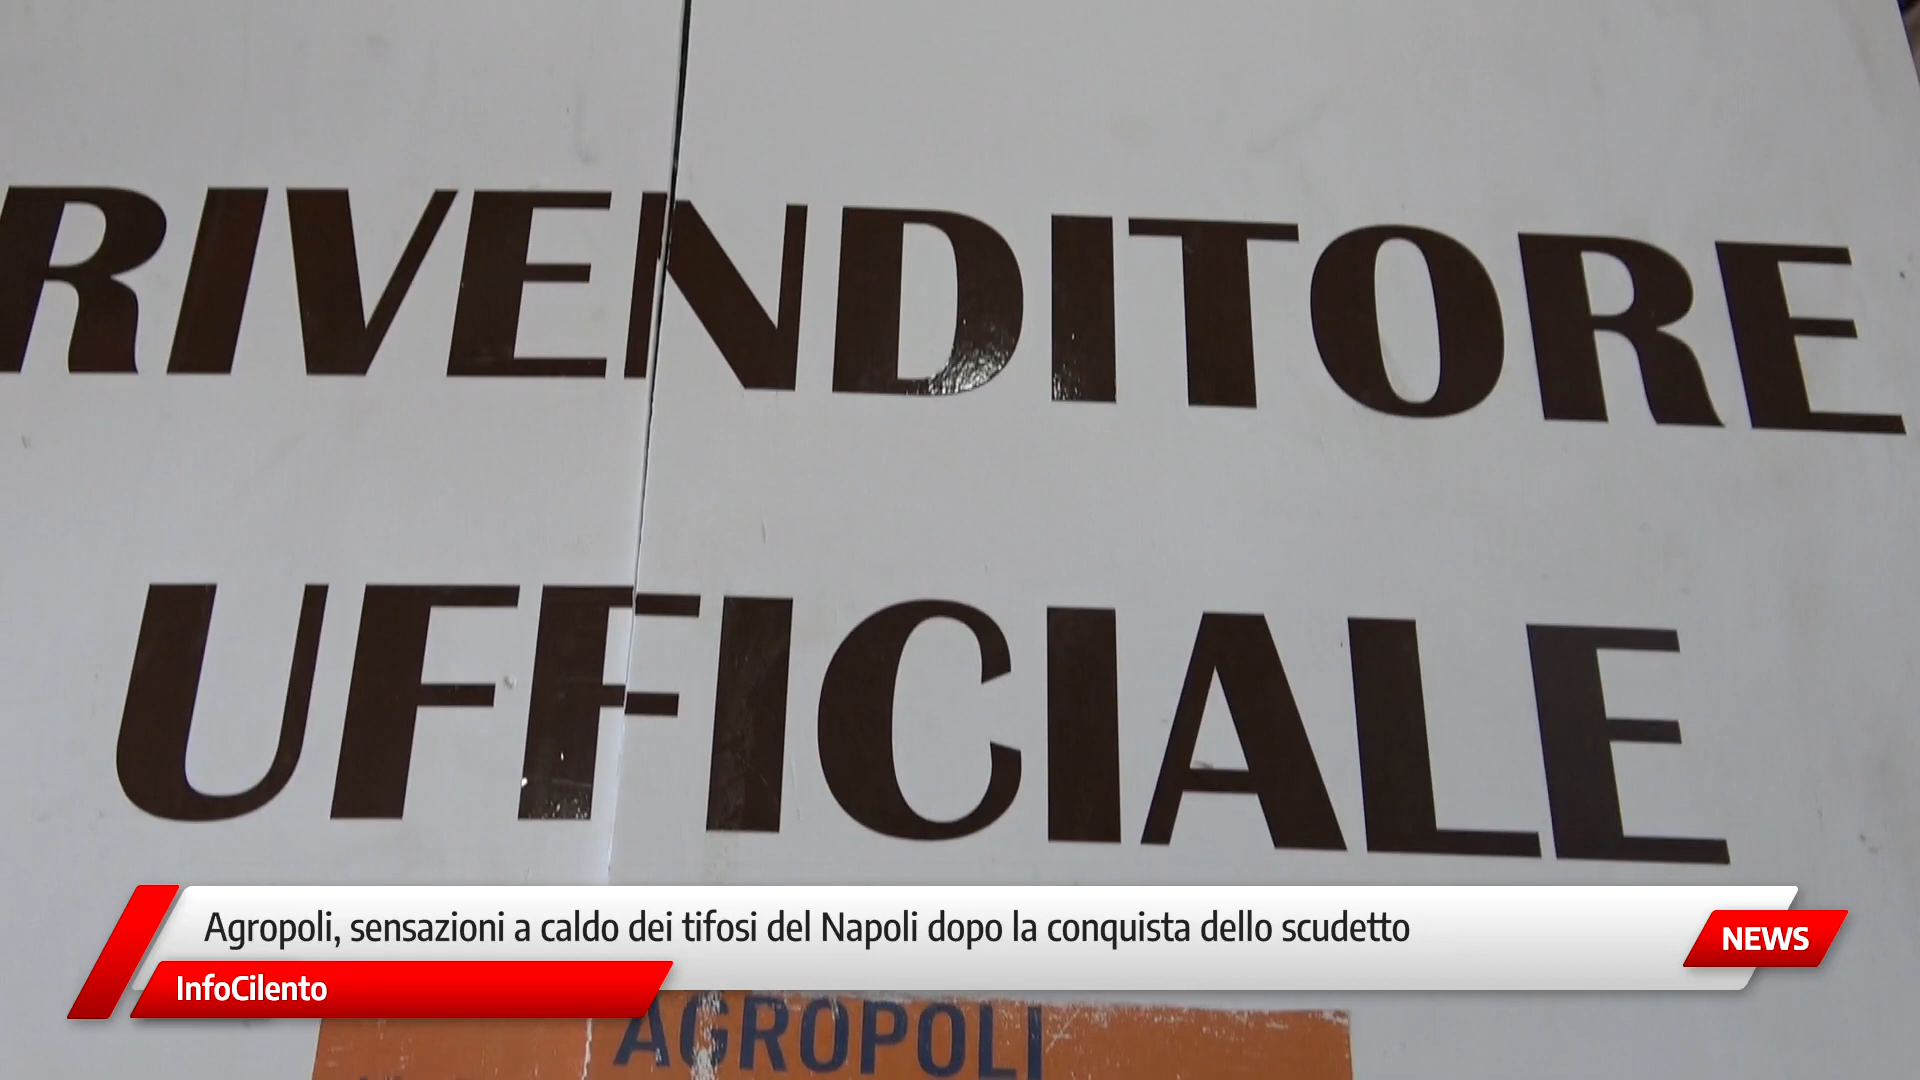 RIVENDITORE
UFFICIALE
Agropoli, sensazioni a caldo dei tifosi del Napoli dopo la conquista dello scudetto
NEWS
InfoCilento
AGROPOLI